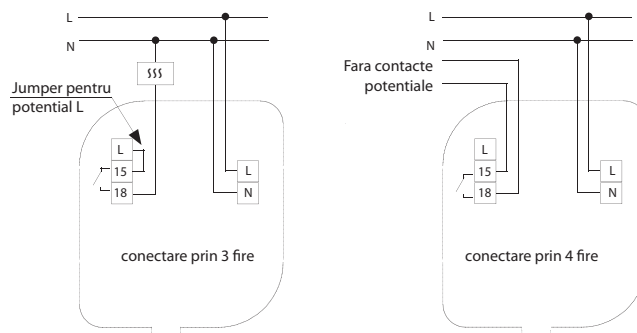 L
N
Jumper pentru
potential L
L
15
18
L
N
conectare prin 3 fire
L
N
Fara contacte
potentiale
L
15
18
L
N
conectare prin 4 fire